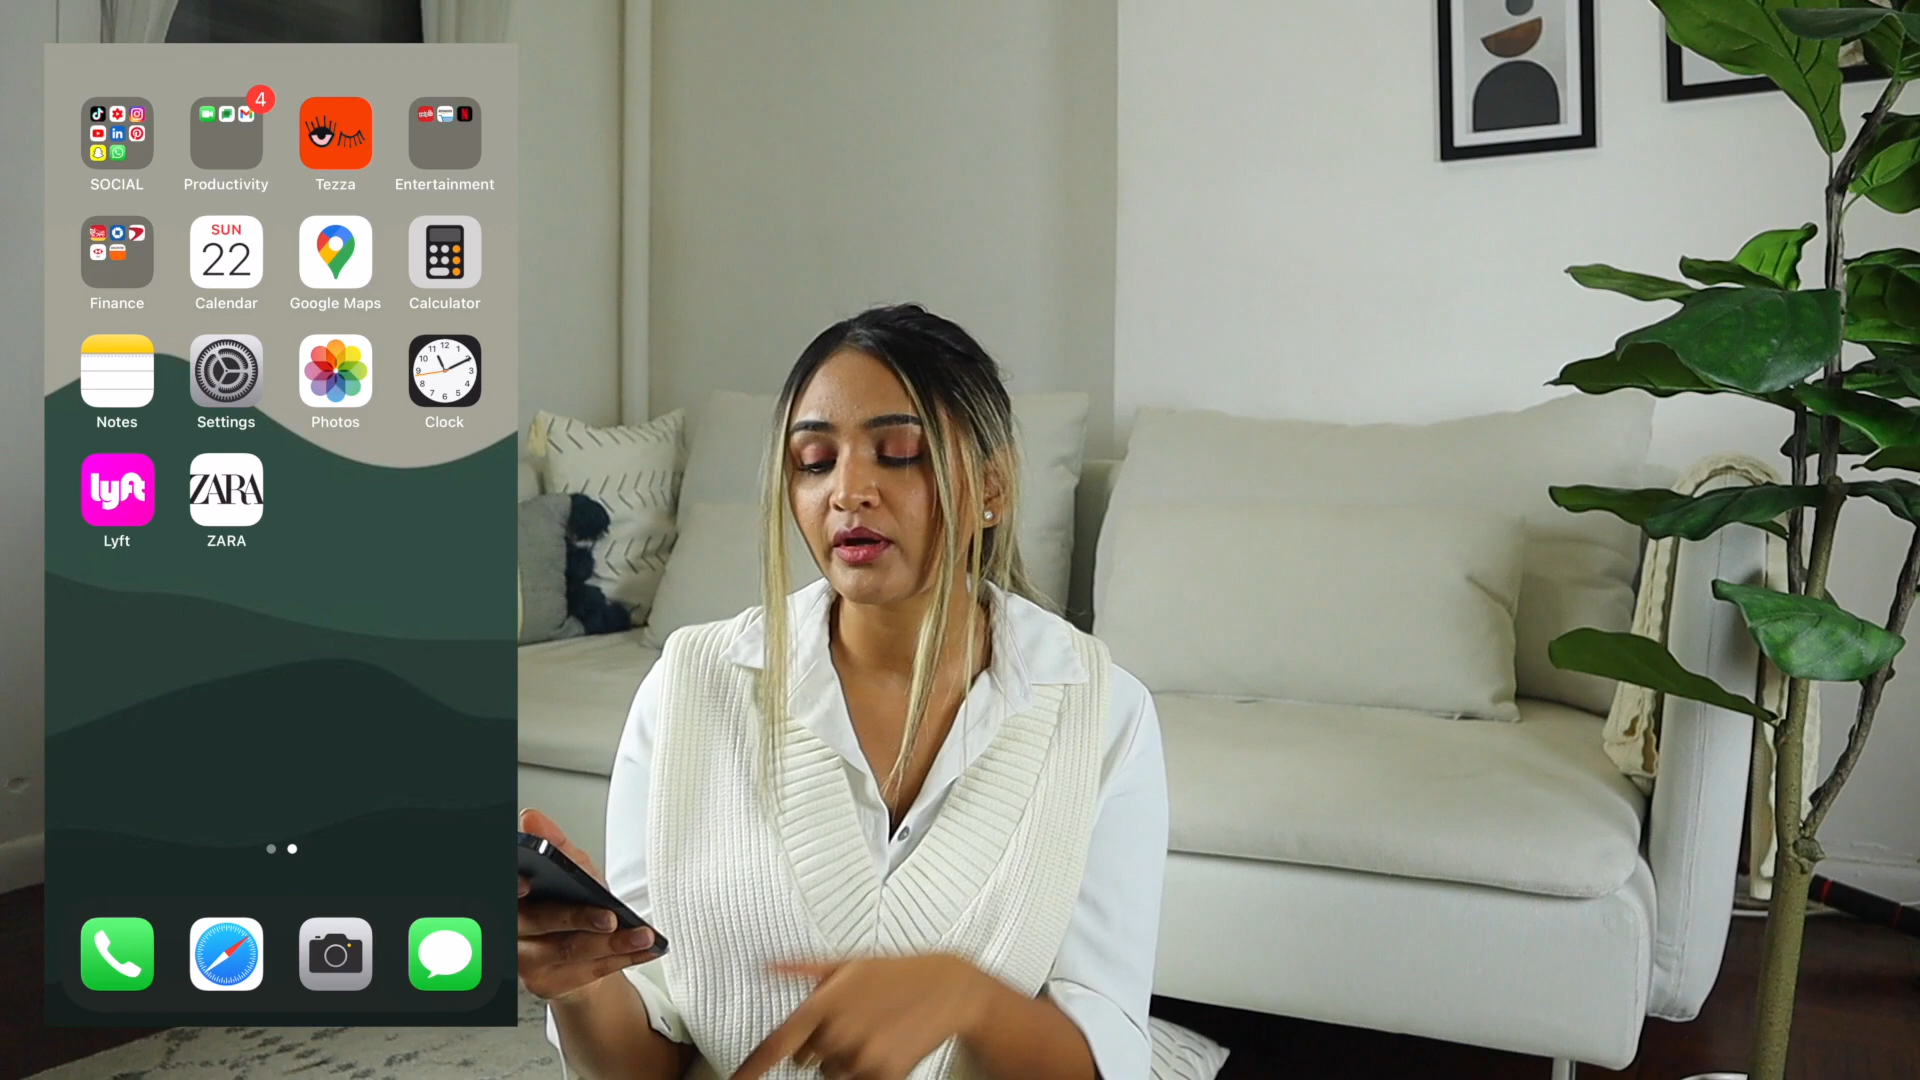 4
SOCIAL Productivity Tezza Entertainment
SUN
22
Finance Calendar Google Maps Calculator
Notes Settings Photos Clock
lyft ZARA
Lyft ZARA